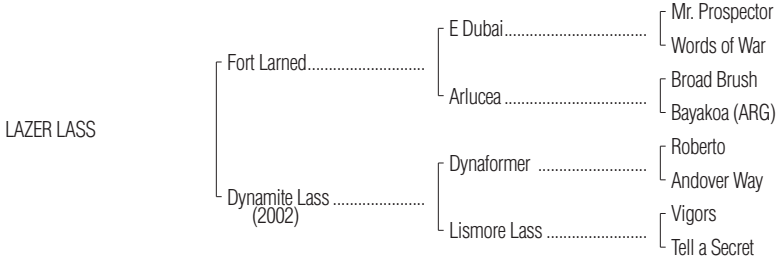 LAZER LASS
Fort Larned
Dynamite Lass
(2002)
E Dubai
Arlucea
Dynaformer
Lismore Lass
Mr. Prospector
Words of War
Broad Brush
Bayakoa (ARG)
Roberto
Andover Way
Vigors
Tell a Secret